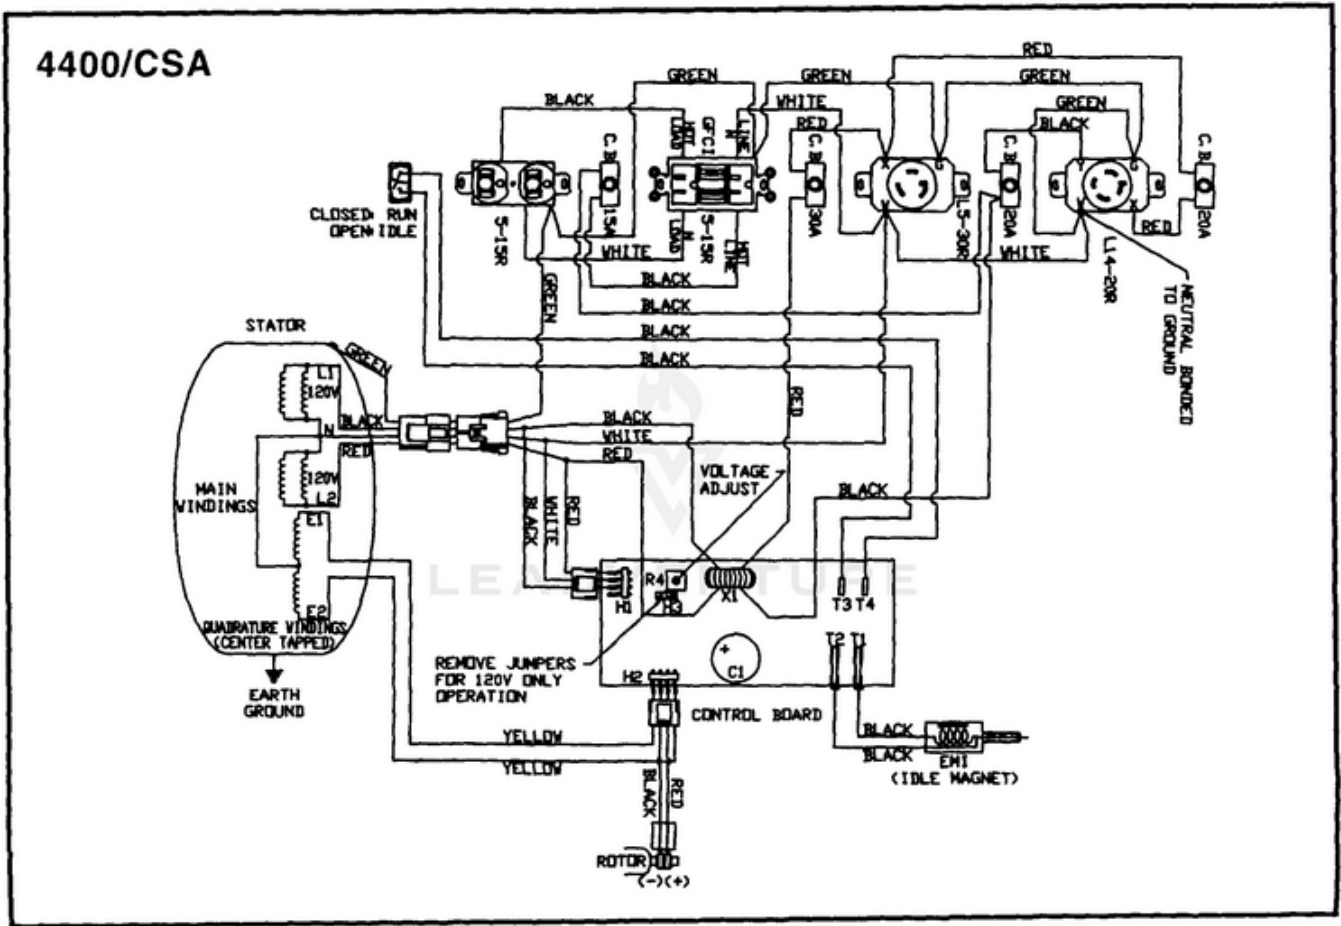 4400/CSA
RED
GREEN
GREEN
GREEN
BLACK
WHITE
GREEN
RED
BLACK
HOT
LOAD
GFCI
N
LINE
C.B
C.B
C.B
C.B
CLOSED: RUN
OPEN: IDLE
5-15R
15A
LOAD
N
5-15R
HOT
LINE
30A
L5-30R
20A
L14-20R
RED
20A
WHITE
WHITE
BLACK
BLACK
BLACK
BLACK
GREEN
NEUTRAL BONDED
TO GROUND
STATOR
GREEN
L1
120V
BLACK
N
RED
120V
L2
MAIN
WINDINGS
E1
E2
QUADRATURE WINDINGS
(CENTER TAPPED)
EARTH
GROUND
BLACK
WHITE
RED
RED
BLACK
WHITE
RED
VOLTAGE
ADJUST
BLACK
R4
H1
H3
X1
T3 T4
T2 T1
+
C1
H2
REMOVE JUMPERS
FOR 120V ONLY
OPERATION
CONTROL BOARD
YELLOW
YELLOW
BLACK
BLACK
EM1
(IDLE MAGNET)
BLACK
RED
ROTOR
(-)(+)